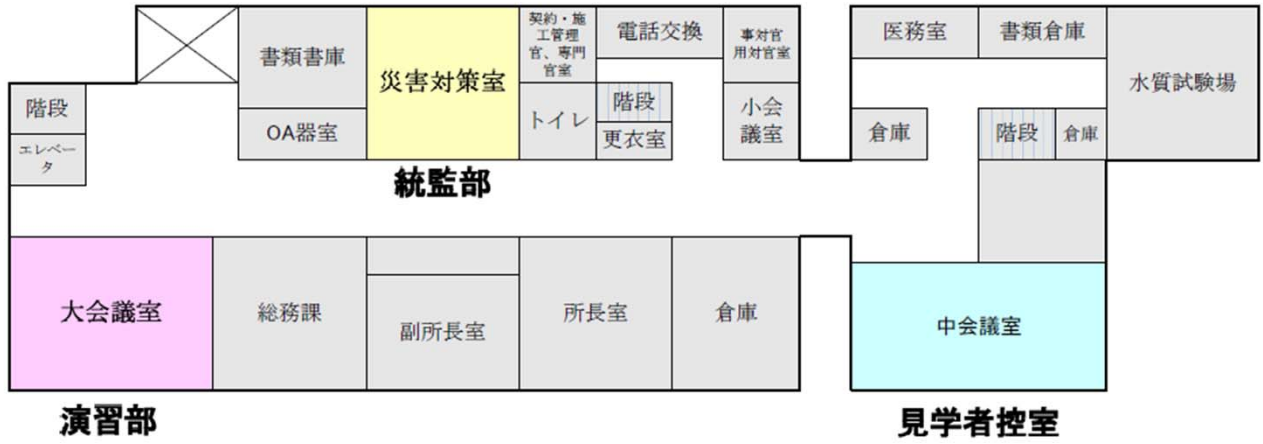 書類書庫
災害対策室
契約・施
工管理
官、専門
官室
電話交換
事対官
用対官室
医務室
書類倉庫
水質試験場
階段
エレベー
タ
OA器室
トイレ
階段
更衣室
小会
議室
倉庫
階段
倉庫
統監部
大会議室
総務課
副所長室
所長室
倉庫
中会議室
演習部
見学者控室